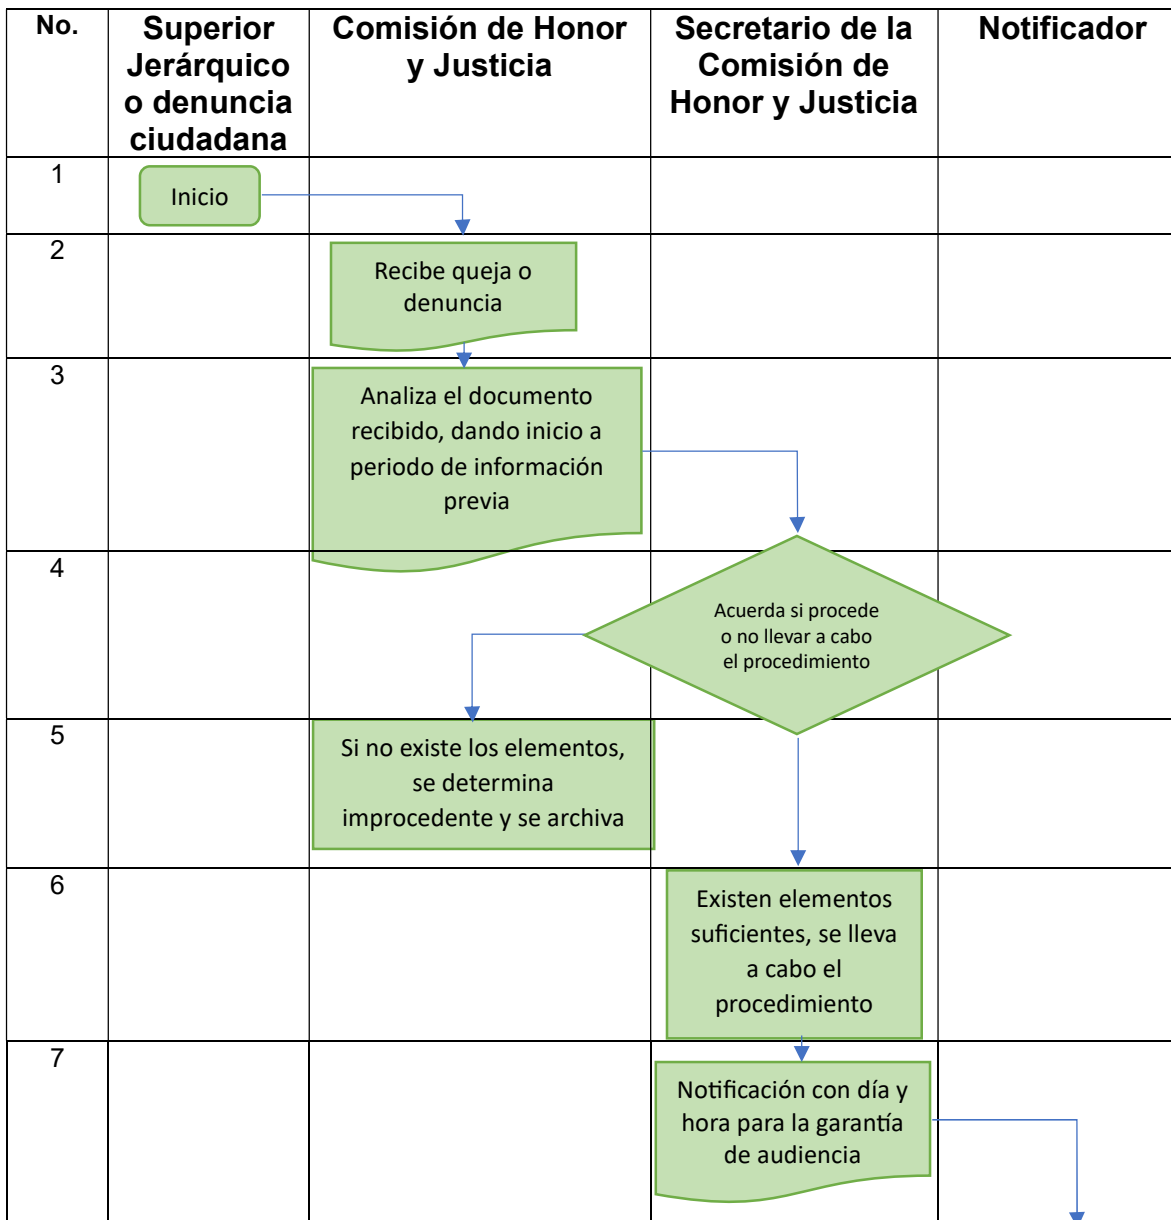 No.
Superior
Jerárquico
o denuncia
ciudadana
Comisión de Honor
y Justicia
Secretario de la
Comisión de
Honor y Justicia
Notificador
1
Inicio
2
Recibe queja o
denuncia
3
Analiza el documento
recibido, dando inicio a
periodo de información
previa
4
Acuerda si procede
o no llevar a cabo
el procedimiento
5
Si no existe los elementos,
se determina
improcedente y se archiva
6
Existen elementos
suficientes, se lleva
a cabo el
procedimiento
7
Notificación con día y
hora para la garantía
de audiencia